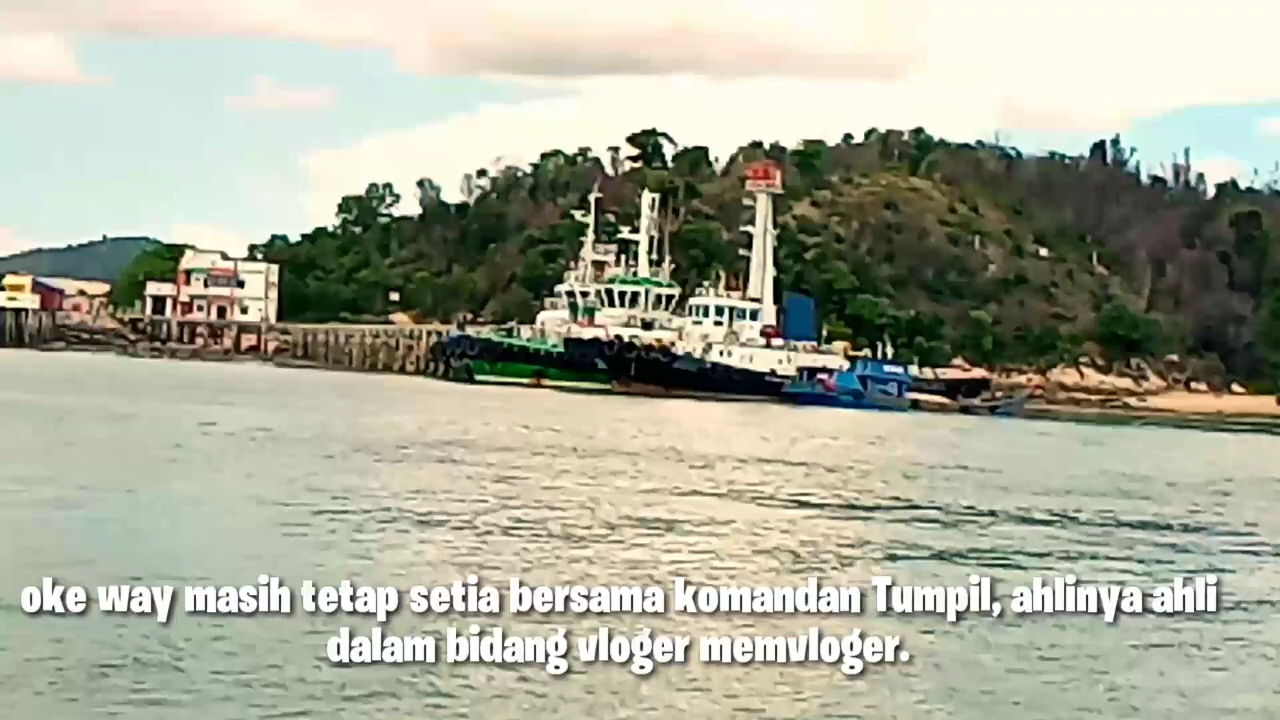 oke way masih tetap setia bersama komandan Tumpil, ahlinya ahli
dalam bidang vloger memvloger.